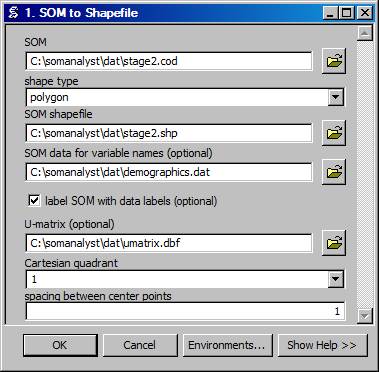 1. SOM to Shapefile
SOM
C:\somanalyst\dat\stage2.cod
shape type
polygon
SOM shapefile
C:\somanalyst\dat\stage2.shp
SOM data for variable names (optional)
C:\somanalyst\dat\demographics.dat
label SOM with data labels (optional)
U-matrix (optional)
C:\somanalyst\dat\umatrix.dbf
Cartesian quadrant
1
spacing between center points
1
OK Cancel Environments... Show Help >>